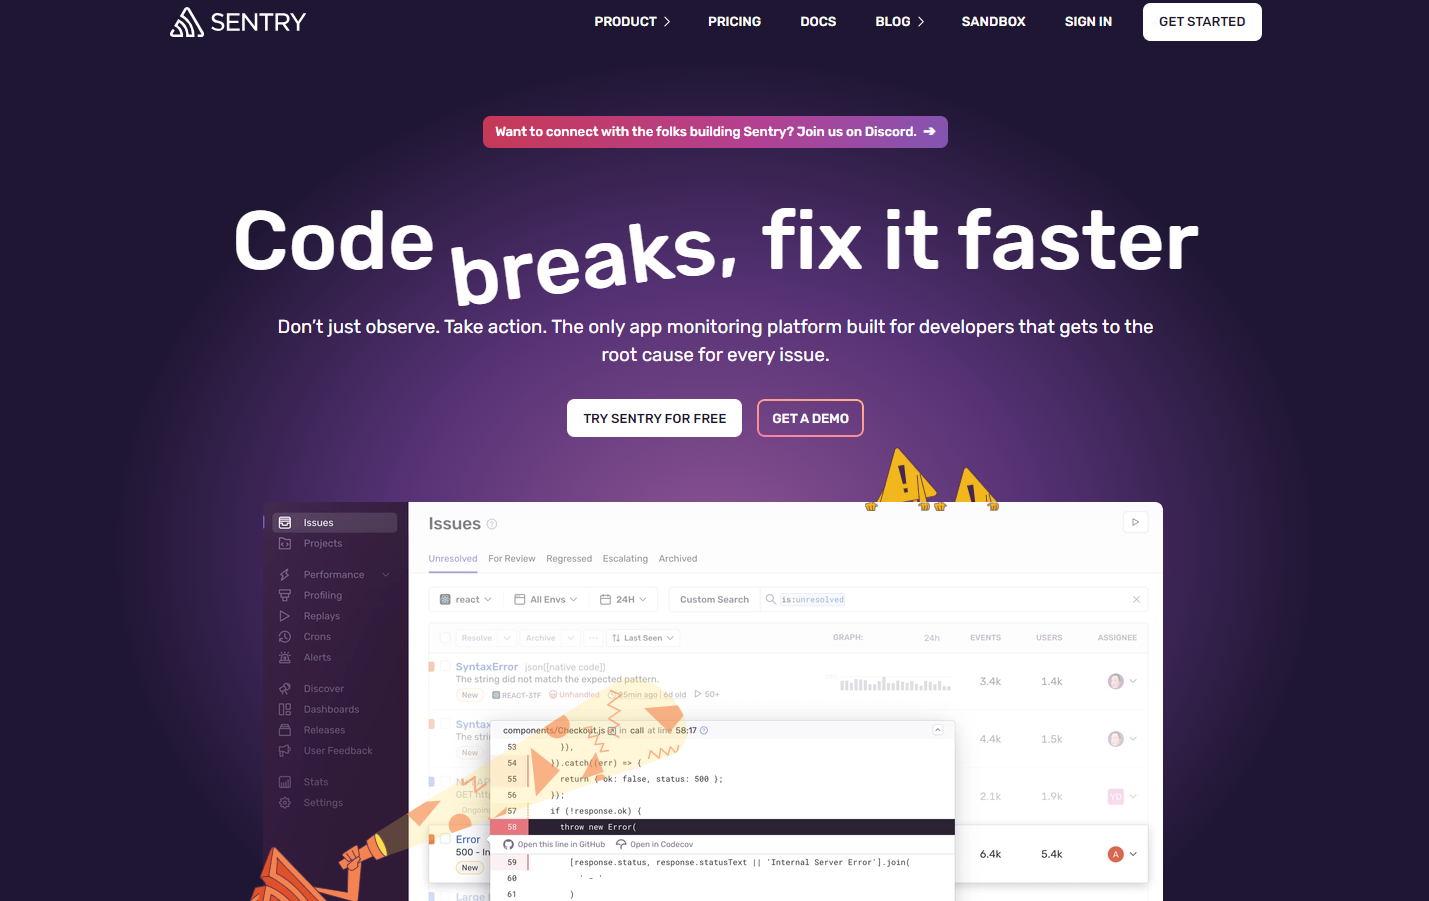 SENTRY
PRODUCT
PRICING
DOCS
BLOG
SANDBOX
SIGN IN
GET STARTED
Want to connect with the folks building Sentry? Join us on Discord. ➔
Code breaks, fix it faster
Don’t just observe. Take action. The only app monitoring platform built for developers that gets to the
root cause for every issue.
TRY SENTRY FOR FREE
GET A DEMO
Issues
Projects
Performance
Profiling
Replays
Crons
Alerts
Discover
Dashboards
Releases
User Feedback
Stats
Settings
Issues
Unresolved For Review Regressed Escalating Archived
react All Envs 24H Custom Search is:unresolved
Resolve Archive Last Seen GRAPH: 24h EVENTS USERS ASSIGNEE
SyntaxError json([native code])
The string did not match the expected pattern.
New REACT-3TF Unhandled 25min ago | 6d old 50+
3.4k 1.4k
New
4.4k 1.5k
2.1k 1.9k YD
components/Checkout.js in call at line 58:17
53 }),
54 }).catch((err) => {
55 return { ok: false, status: 500 };
56 });
57 if (!response.ok) {
58 throw new Error(
Open this line in GitHub Open in Codecov
59 [response.status, response.statusText || 'Internal Server Error'].join(
60 ' - '
61 )
Error
500 - In
New
6.4k 5.4k A
Large